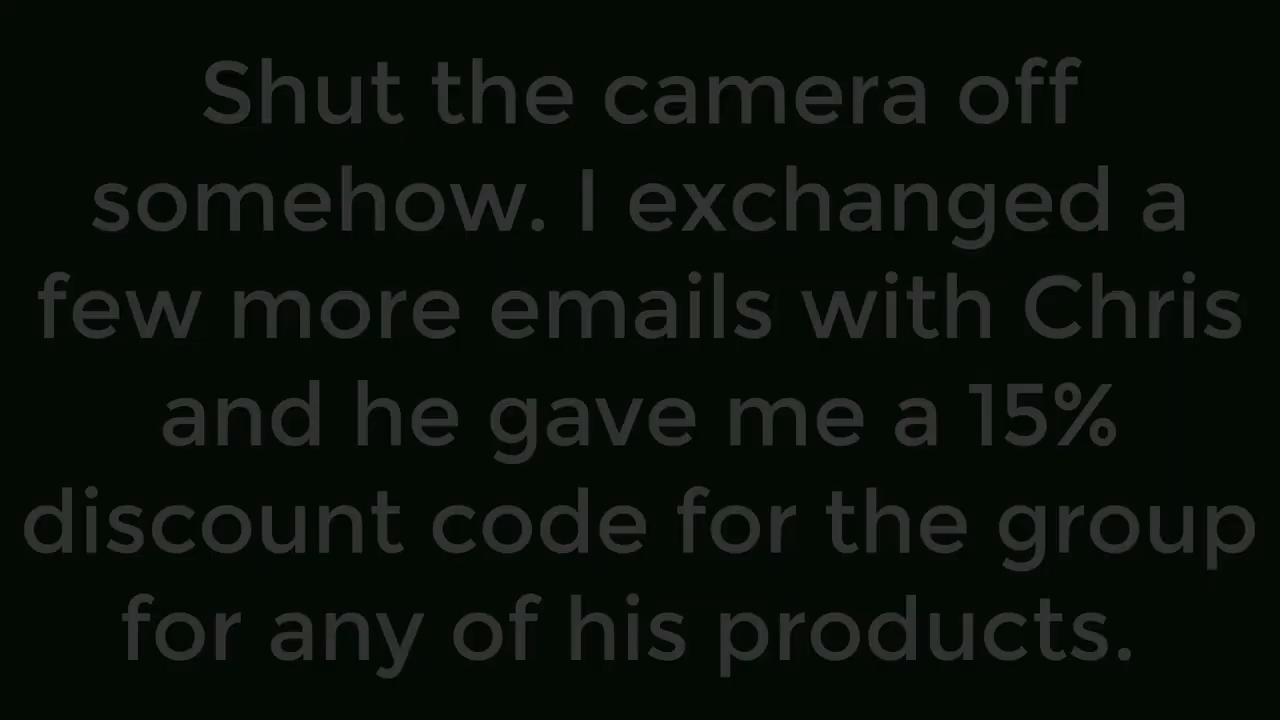 Shut the camera off
somehow. I exchanged a
few more emails with Chris
and he gave me a 15%
discount code for the group
for any of his products.